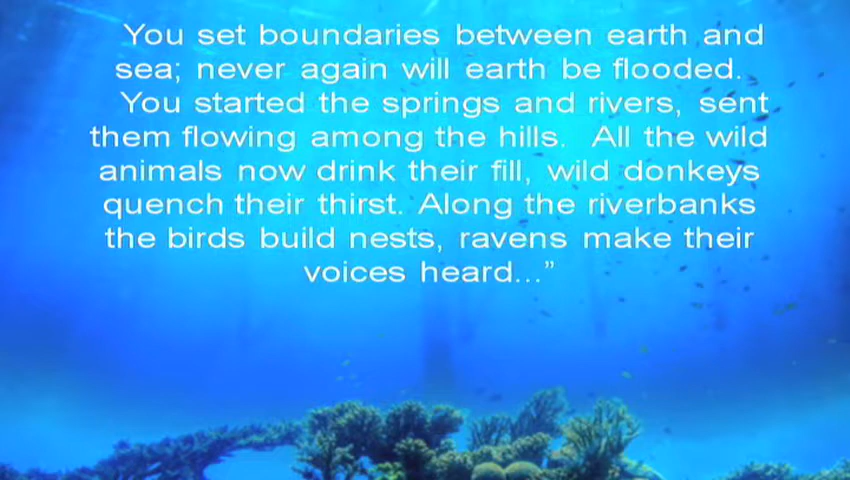 You set boundaries between earth and
sea; never again will earth be flooded.
You started the springs and rivers, sent
them flowing among the hills. All the wild
animals now drink their fill, wild donkeys
quench their thirst. Along the riverbanks
the birds build nests, ravens make their
voices heard...”